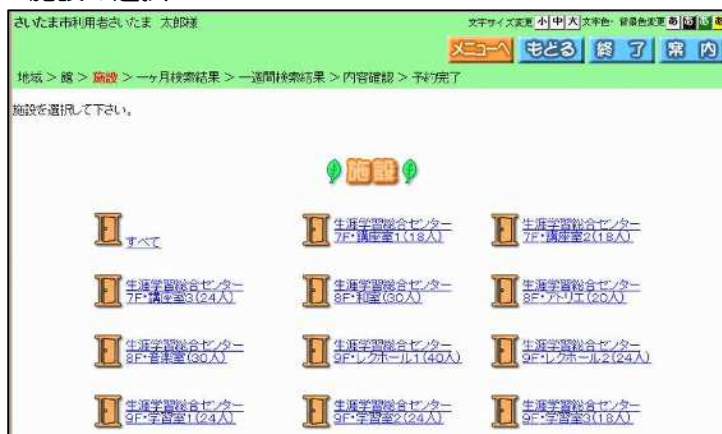 施設の選択
さいたま市利用者さいたま 太郎様
文字サイズ変更 小 中 大 文字色・背景色変更 あ あ あ あ
メニューへ もどる 終了 案内
地域 > 館 > 施設 > 一ヶ月検索結果 > 一週間検索結果 > 内容確認 > 予約完了
施設を選択して下さい。
施設
すべて
生涯学習総合センター
7F・講座室1(18人)
生涯学習総合センター
7F・講座室2(18人)
生涯学習総合センター
7F・講座室3(24人)
生涯学習総合センター
8F・和室(30人)
生涯学習総合センター
8F・アトリエ(20人)
生涯学習総合センター
8F・音楽室(30人)
生涯学習総合センター
9F・レクホール1(40人)
生涯学習総合センター
9F・レクホール2(24人)
生涯学習総合センター
9F・学習室1(24人)
生涯学習総合センター
9F・学習室2(24人)
生涯学習総合センター
9F・学習室3(18人)